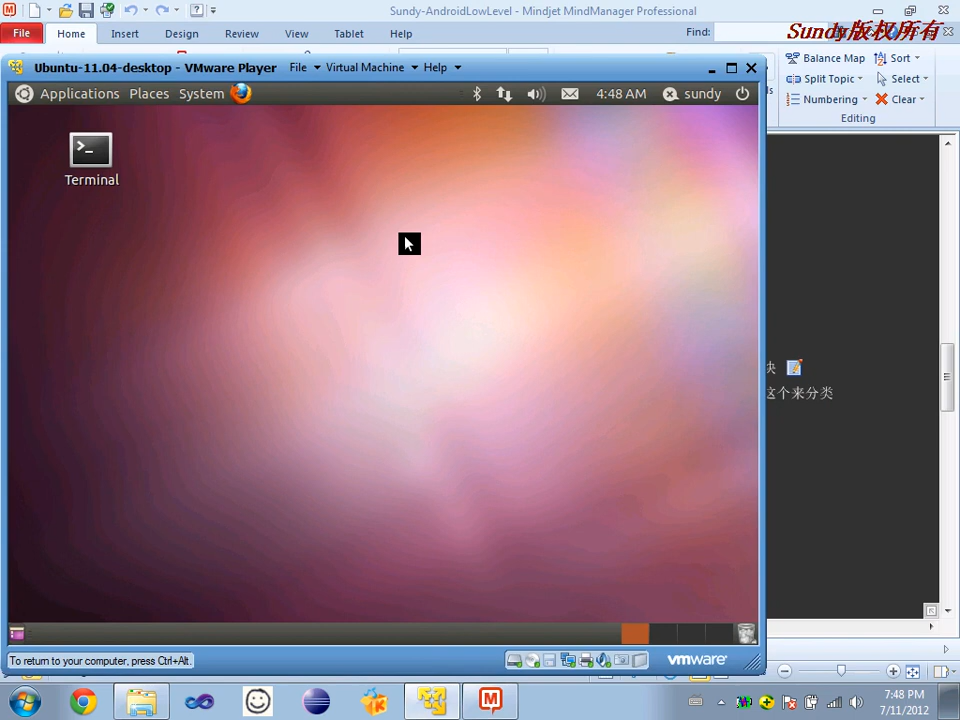 Sundy-AndroidLowLevel - Mindjet MindManager Professional
File Home Insert Design Review View Tablet Help Find:
Sundy版权所有
Balance Map Sort
Split Topic Select
Numbering Clear
Editing
Ubuntu-11.04-desktop - VMware Player File Virtual Machine Help
Applications Places System 4:48 AM sundy
Terminal
块
这个来分类
To return to your computer, press Ctrl+Alt.
vmware
7:48 PM
7/11/2012